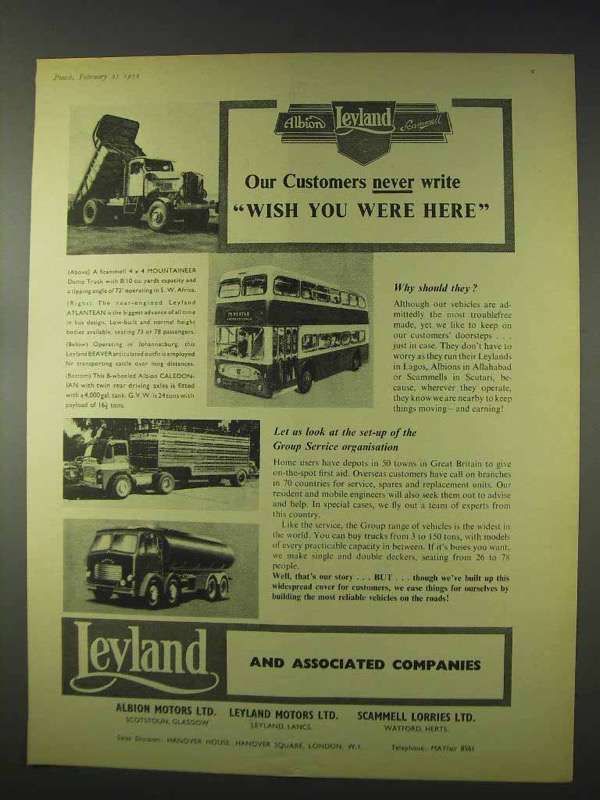 Punch, February 25 1959
Albion Leyland Scammell
Our Customers never write
"WISH YOU WERE HERE"
(Above) A Scammell 4 x 4 MOUNTAINEER
Dump Truck with 8/10 cu. yards capacity and
a tipping angle of 72° operating in S. W. Africa.
(Right) The rear-engined Leyland
ATLANTEAN is the biggest advance of all time
in bus design. Low-built and normal height
bodies available, seating 73 or 78 passengers.
(Below) Operating in Johannesburg, this
Leyland BEAVER articulated outfit is employed
for transporting cattle over long distances.
(Bottom) This 8-wheeled Albion CALEDON-
IAN with twin rear driving axles is fitted
with a 4,000 gal. tank. G.V.W. is 24 tons with
payload of 16½ tons.
Why should they?
Although our vehicles are ad-
mittedly the most troublefree
made, yet we like to keep on
our customers' doorsteps . . .
just in case. They don't have to
worry as they run their Leylands
in Lagos, Albions in Allahabad
or Scammells in Scutari, be-
cause, wherever they operate,
they know we are nearby to keep
things moving—and earning!
Let us look at the set-up of the
Group Service organisation
Home users have depots in 50 towns in Great Britain to give
on-the-spot first aid. Overseas customers have call on branches
in 70 countries for service, spares and replacement units. Our
resident and mobile engineers will also seek them out to advise
and help. In special cases, we fly out a team of experts from
this country.
Like the service, the Group range of vehicles is the widest in
the world. You can buy trucks from 3 to 150 tons, with models
of every practicable capacity in between. If it's buses you want,
we make single and double deckers, seating from 26 to 78
people.
Well, that's our story . . . BUT . . . though we've built up this
widespread cover for customers, we ease things for ourselves by
building the most reliable vehicles on the roads!
Leyland
AND ASSOCIATED COMPANIES
ALBION MOTORS LTD. LEYLAND MOTORS LTD. SCAMMELL LORRIES LTD.
SCOTSTOUN, GLASGOW LEYLAND, LANCS. WATFORD, HERTS.
Sales Division: HANOVER HOUSE, HANOVER SQUARE, LONDON, W.1. Telephone: MAYfair 8561